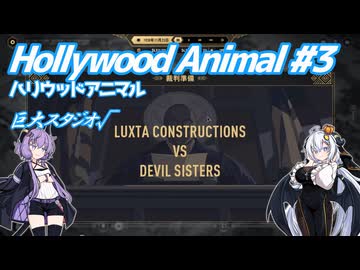 Hollywood Animal #3
ハリウッドアニマル
裁判準備
巨大スタジオ√
LUXTA CONSTRUCTIONS
VS
DEVIL SISTERS